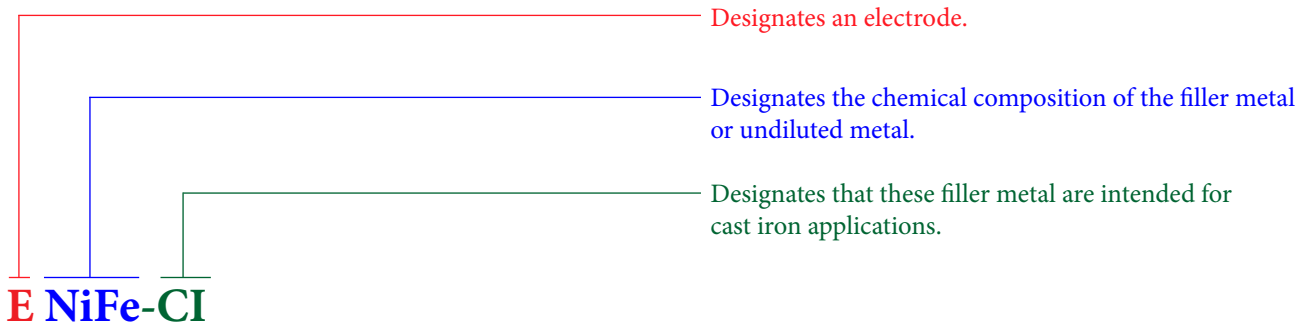 Designates an electrode.
Designates the chemical composition of the filler metal
or undiluted metal.
Designates that these filler metal are intended for
cast iron applications.
E NiFe-CI